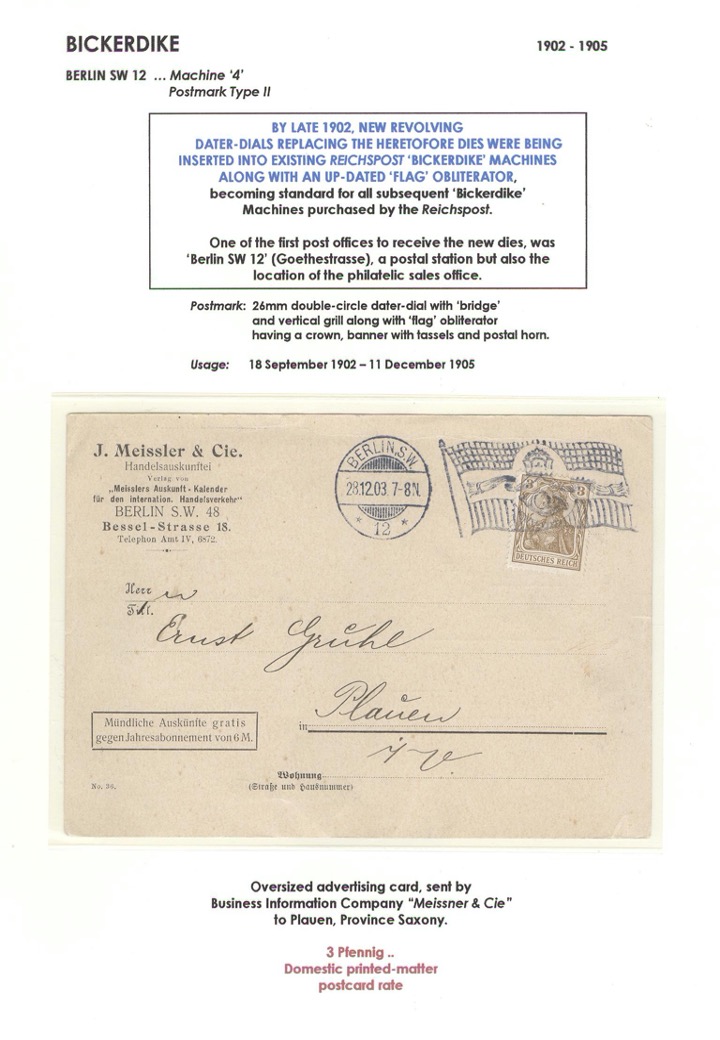 BICKERDIKE
1902 - 1905
BERLIN SW 12 ... Machine ‘4’
Postmark Type II
BY LATE 1902, NEW REVOLVING
DATER-DIALS REPLACING THE HERETOFORE DIES WERE BEING
INSERTED INTO EXISTING REICHSPOST ‘BICKERDIKE’ MACHINES
ALONG WITH AN UP-DATED ‘FLAG’ OBLITERATOR,
becoming standard for all subsequent ‘Bickerdike’
Machines purchased by the Reichspost.
One of the first post offices to receive the new dies, was
‘Berlin SW 12’ (Goethestrasse), a postal station but also the
location of the philatelic sales office.
Postmark: 26mm double-circle dater-dial with ‘bridge’
and vertical grill along with ‘flag’ obliterator
having a crown, banner with tassels and postal horn.
Usage: 18 September 1902 – 11 December 1905
J. Meissler & Cie.
Handelsauskunftei
Verlag von
„Meisslers Auskunft - Kalender
für den internation. Handelsverkehr“
BERLIN S.W. 48
Bessel - Strasse 18.
Telephon Amt IV, 6872.
BERLIN, S.W.
28.12.03. 7-8N.
* 12 *
3 3
DEUTSCHES REICH
Herr
Frl.
Ernst Gruhl
Plauen
in
i/V.
Mündliche Auskünfte gratis
gegen Jahresabonnement von 6 M.
Wohnung
(Straße und Hausnummer)
No. 26.
Oversized advertising card, sent by
Business Information Company “Meissner & Cie”
to Plauen, Province Saxony.
3 Pfennig ..
Domestic printed-matter
postcard rate